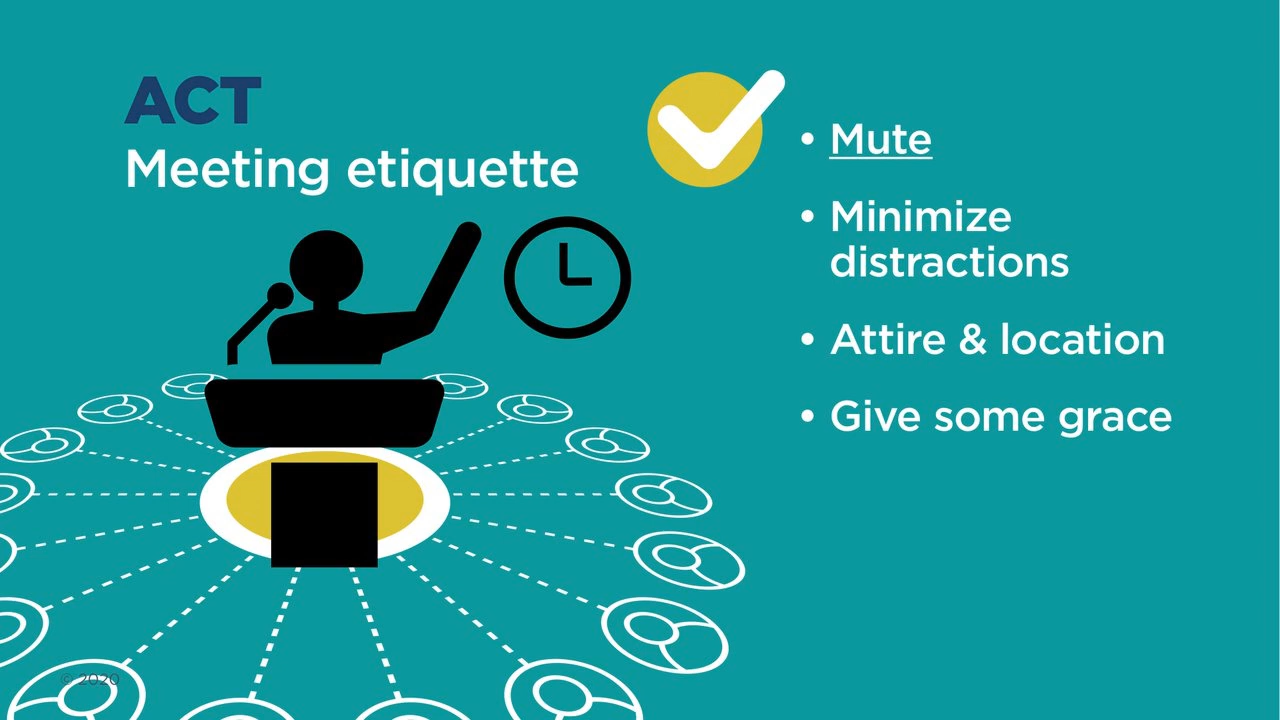 ACT
Meeting etiquette
• Mute
• Minimize
distractions
• Attire & location
• Give some grace
© 2020